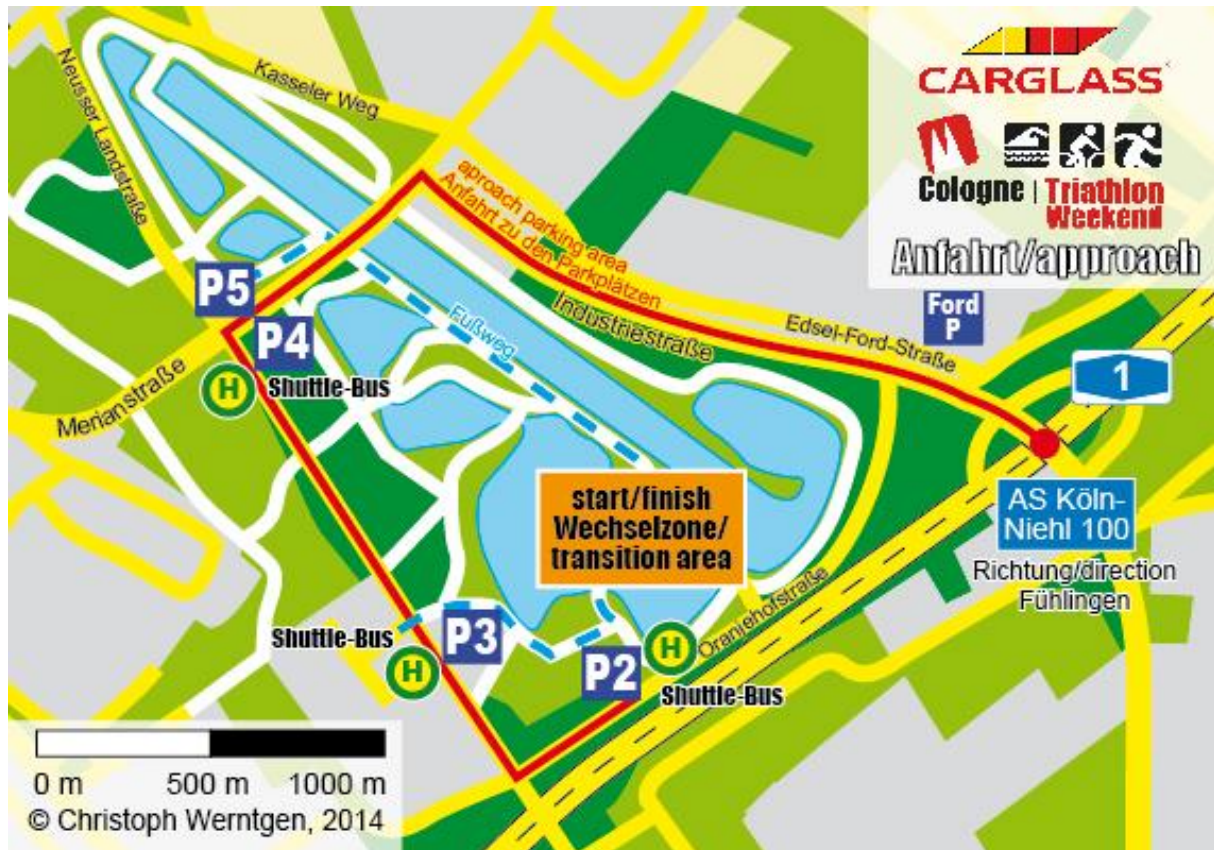 CARGLASS
Cologne | Triathlon
Weekend
Anfahrt/approach
Kasseler Weg
Neusser Landstraße
aproach parking area
Anfahrt zu den Parkplätzen
Industriestraße
Edsel-Ford-Straße
Ford
P
1
P5
P4
H
Shuttle-Bus
Merianstraße
Fußweg
start/finish
Wechselzone/
transition area
AS Köln-
Niehl 100
Richtung/direction
Fühlingen
Oranjehofstraße
Shuttle-Bus
H
P3
P2
H
Shuttle-Bus
0 m 500 m 1000 m
© Christoph Werntgen, 2014